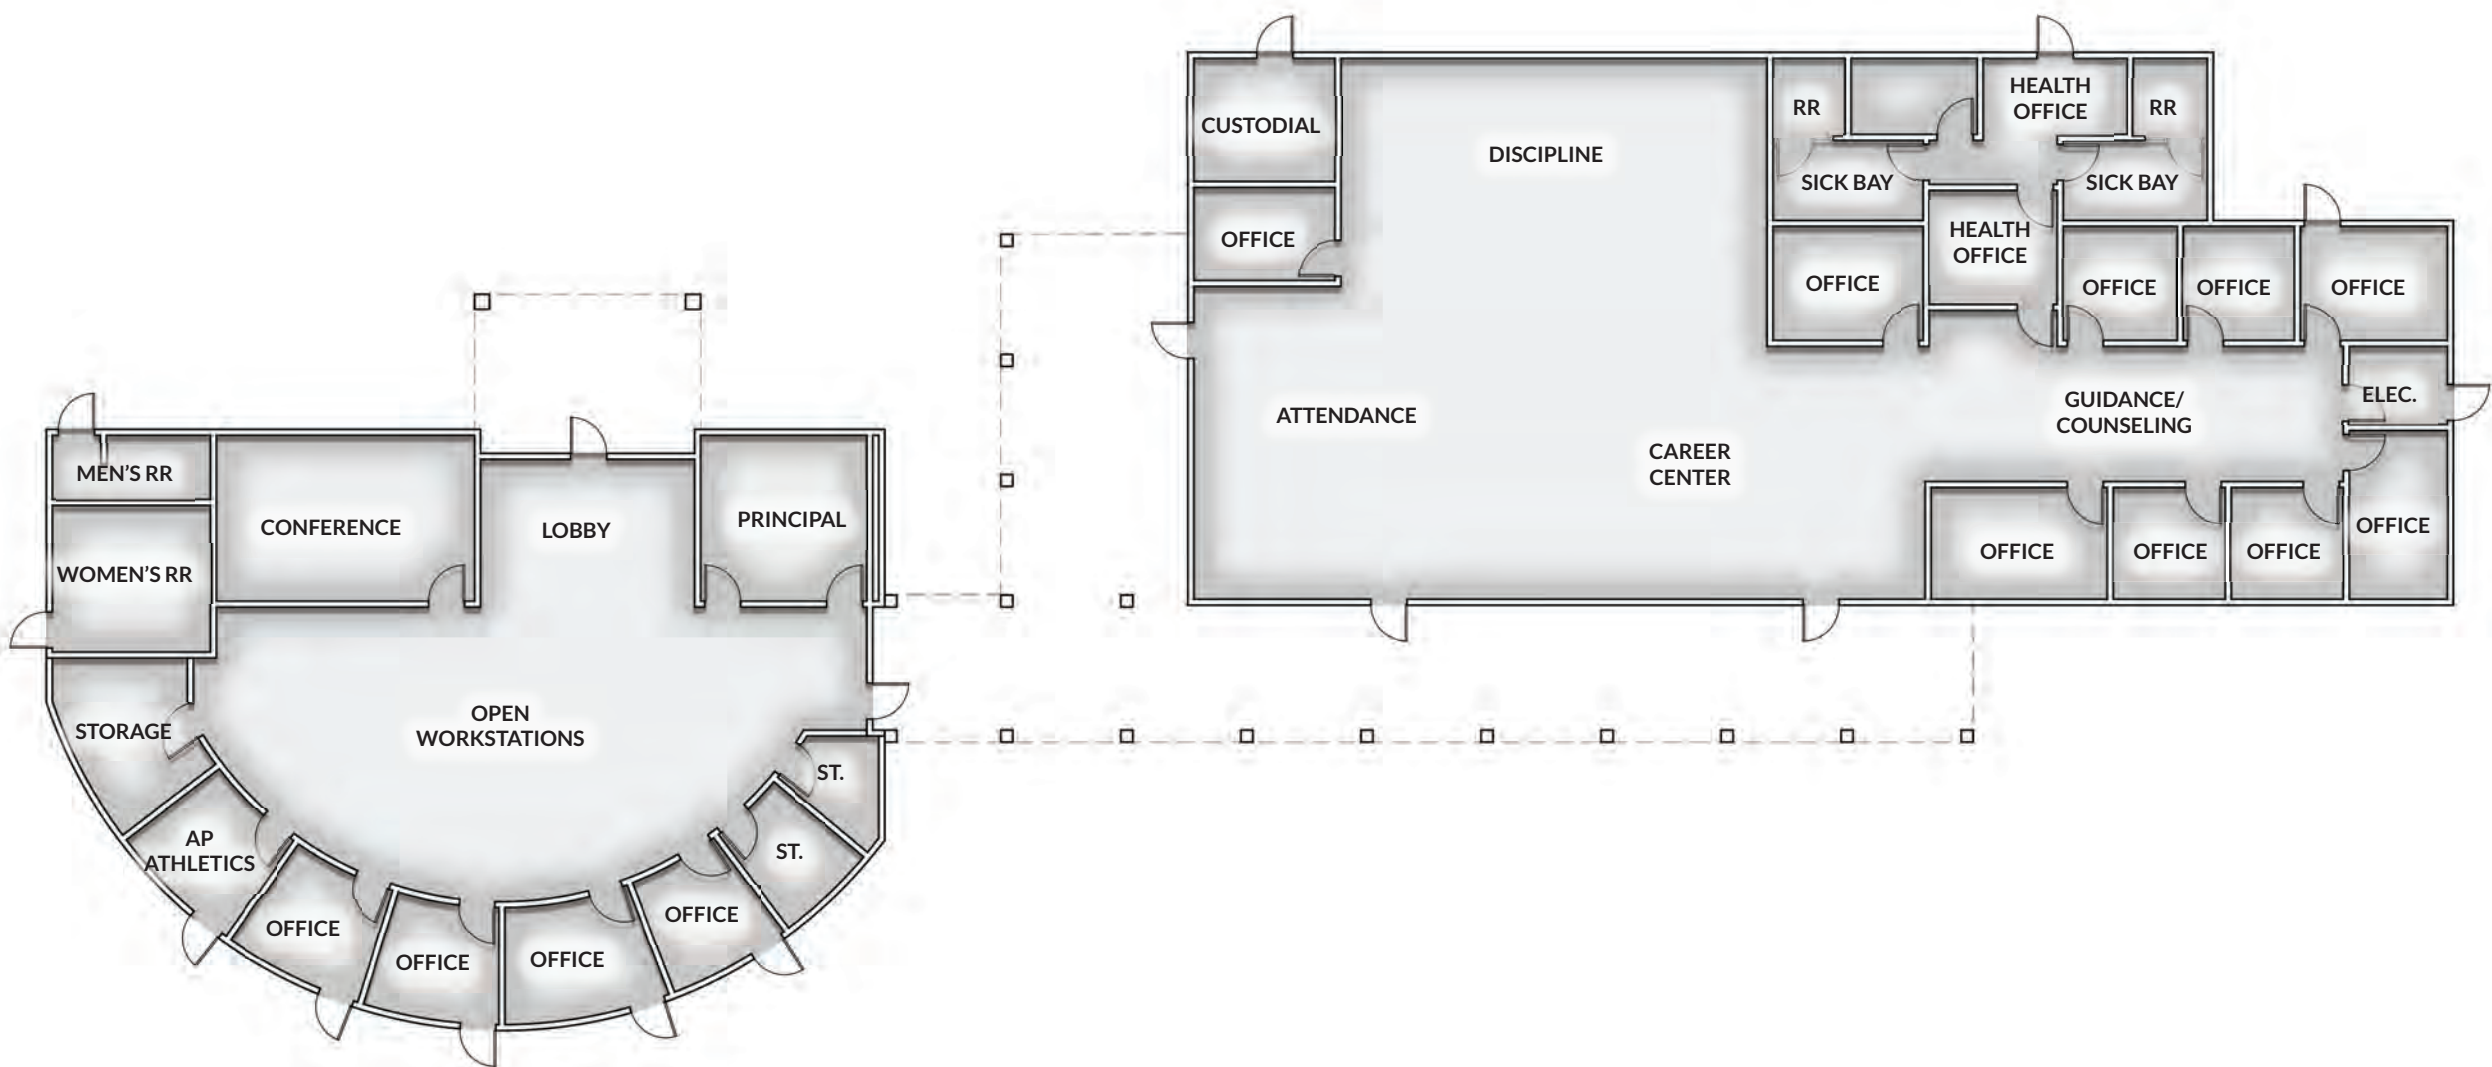 HEALTH
OFFICE
RR
RR
CUSTODIAL
DISCIPLINE
SICK BAY
SICK BAY
OFFICE
HEALTH
OFFICE
OFFICE
OFFICE
OFFICE
OFFICE
ELEC.
GUIDANCE/
COUNSELING
ATTENDANCE
CAREER
CENTER
OFFICE
OFFICE
OFFICE
OFFICE
MEN'S RR
CONFERENCE
LOBBY
PRINCIPAL
WOMEN'S RR
STORAGE
OPEN
WORKSTATIONS
ST.
AP
ATHLETICS
ST.
OFFICE
OFFICE
OFFICE
OFFICE